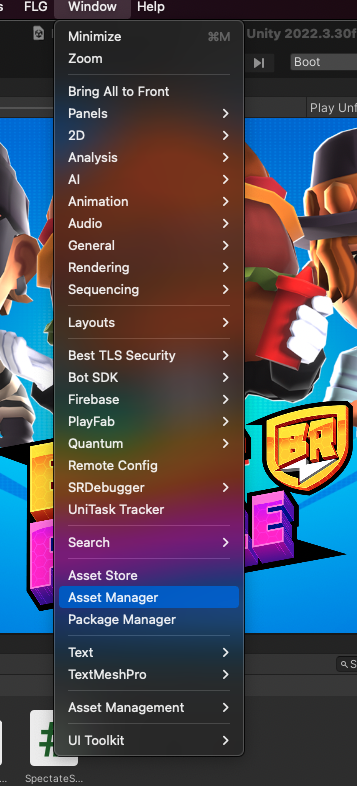 FLG Window Help
Minimize ⌘M
Unity 2022.3.30f
Zoom
Boot
Bring All to Front
Panels
Play Unf
2D
Analysis
AI
Animation
Audio
General
Rendering
Sequencing
Layouts
Best TLS Security
Bot SDK
Firebase
PlayFab
Quantum
BR
Remote Config
SRDebugger
UniTask Tracker
Search
Asset Store
Asset Manager
Package Manager
Text
TextMeshPro
Asset Management
UI Toolkit
#
SpectateS...